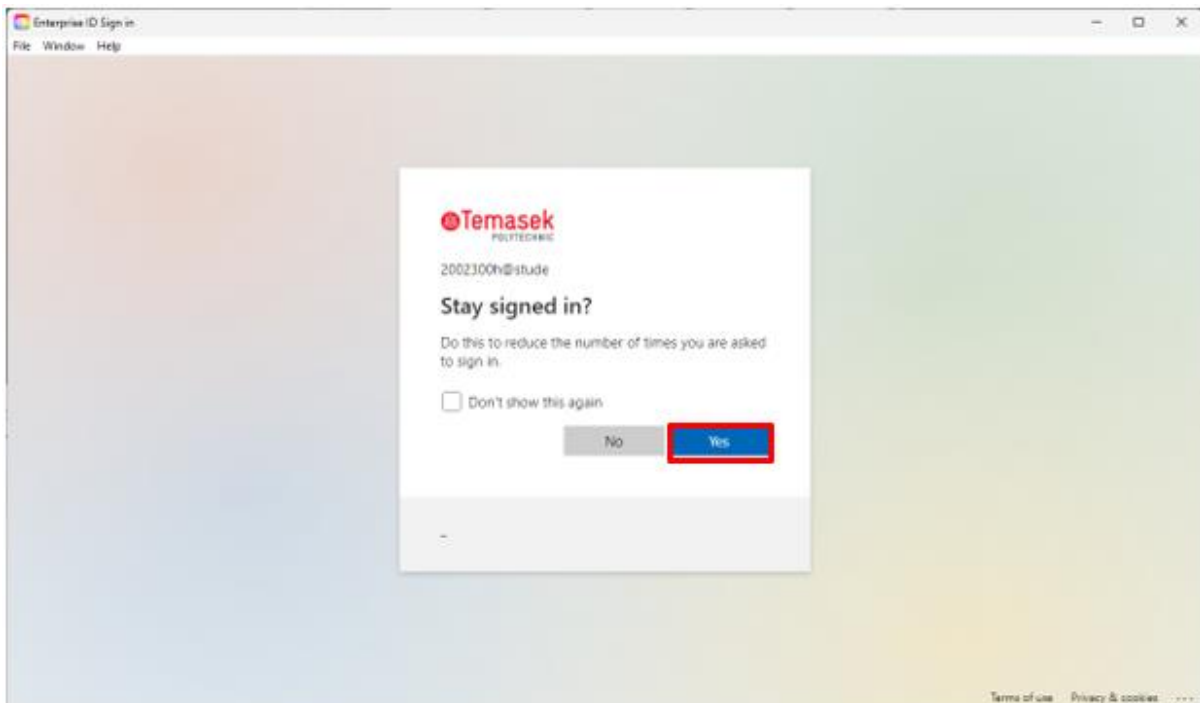 Enterprise ID Sign in
File Window Help
Temasek
POLYTECHNIC
2002300h@stude
Stay signed in?
Do this to reduce the number of times you are asked
to sign in.
Don't show this again
No Yes
Terms of use Privacy & cookies ...